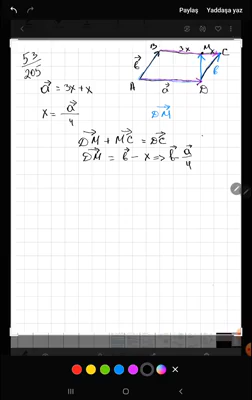 Paylaş Yaddaşa yaz
53/205
B 3x M x C
b⃗ b⃗
A a⃗ D
a⃗ = 3x + x
x = a⃗/4
DM⃗
DM⃗ + MC⃗ = DC⃗
DM⃗ = b⃗ - x => b⃗ - a⃗/4